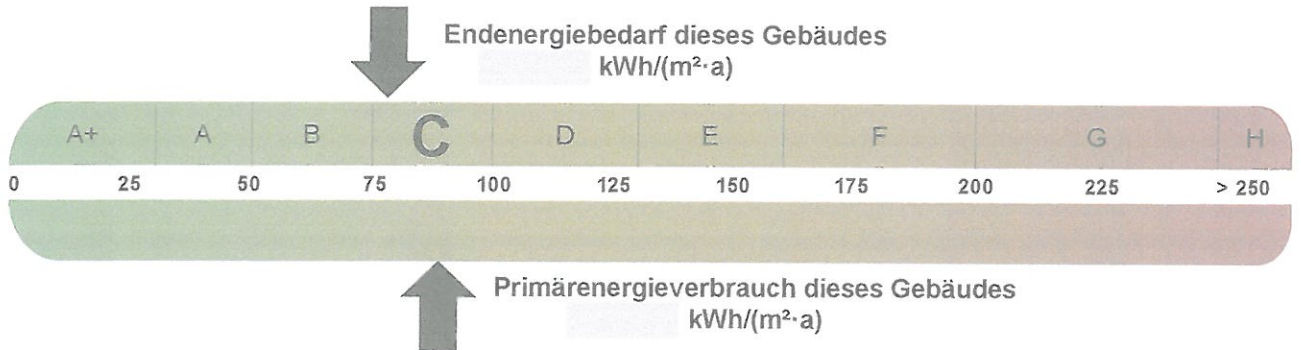 Endenergiebedarf dieses Gebäudes
kWh/(m²·a)
A+ A B C D E F G H
0 25 50 75 100 125 150 175 200 225 > 250
Primärenergieverbrauch dieses Gebäudes
kWh/(m²·a)